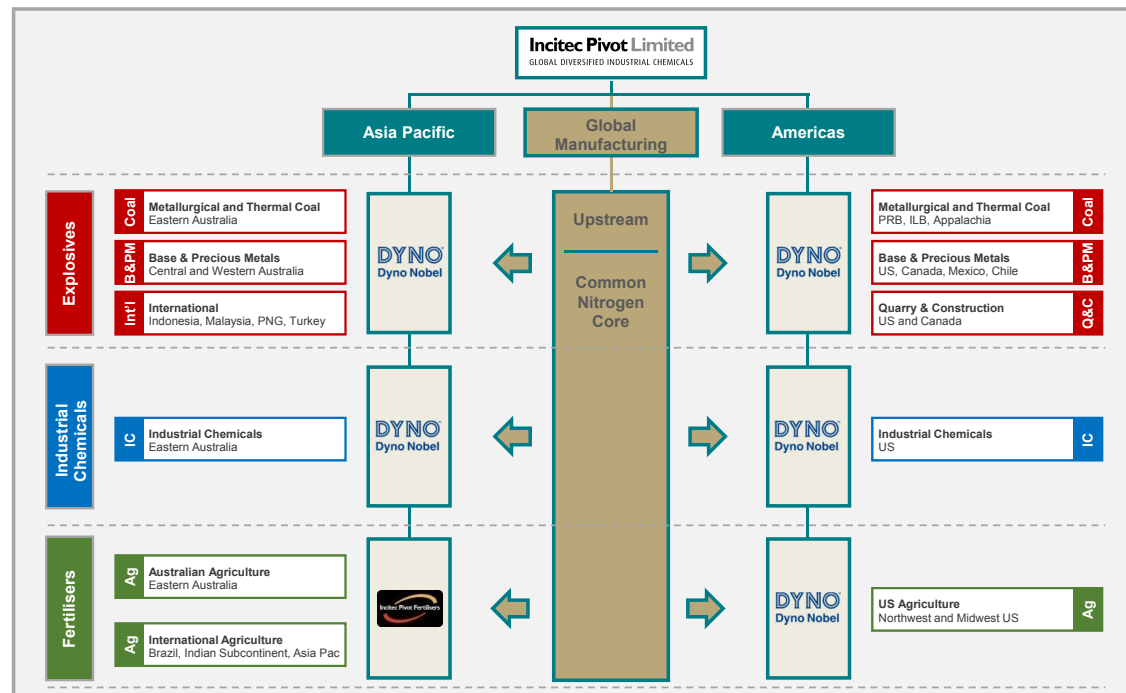 Incitec Pivot Limited
GLOBAL DIVERSIFIED INDUSTRIAL CHEMICALS
Asia Pacific
Global
Manufacturing
Americas
Explosives
Coal
Metallurgical and Thermal Coal
Eastern Australia
B&PM
Base & Precious Metals
Central and Western Australia
Int'l
International
Indonesia, Malaysia, PNG, Turkey
DYNO
Dyno Nobel
Upstream
Common
Nitrogen
Core
DYNO
Dyno Nobel
Metallurgical and Thermal Coal
PRB, ILB, Appalachia
Coal
Base & Precious Metals
US, Canada, Mexico, Chile
B&PM
Quarry & Construction
US and Canada
Q&C
Industrial
Chemicals
IC
Industrial Chemicals
Eastern Australia
DYNO
Dyno Nobel
DYNO
Dyno Nobel
Industrial Chemicals
US
IC
Fertilisers
Ag
Australian Agriculture
Eastern Australia
Ag
International Agriculture
Brazil, Indian Subcontinent, Asia Pac
Incitec Pivot Fertilisers
DYNO
Dyno Nobel
US Agriculture
Northwest and Midwest US
Ag